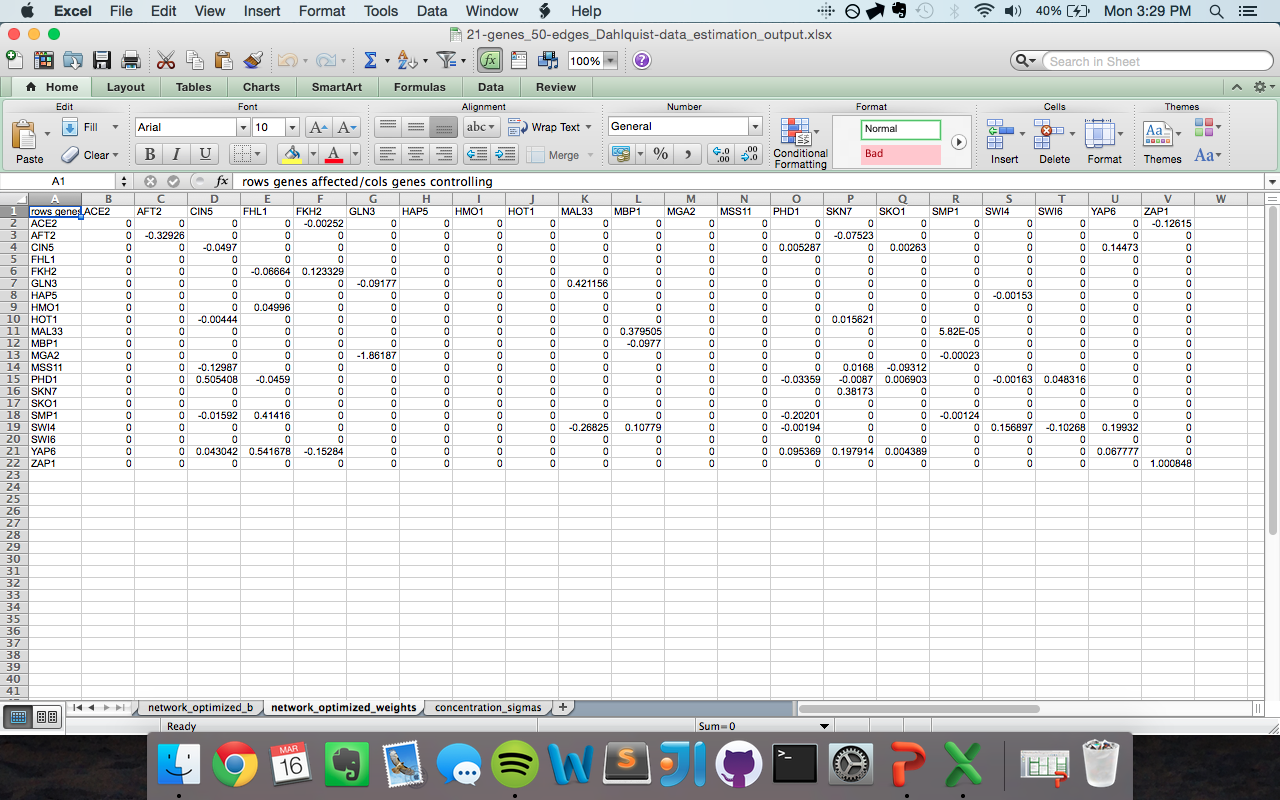 Excel File Edit View Insert Format Tools Data Window Help 40% Mon 3:29 PM
21-genes_50-edges_Dahlquist-data_estimation_output.xlsx
100% Search in Sheet
Home Layout Tables Charts SmartArt Formulas Data Review
Edit Font Alignment Number Format Cells Themes
Paste Fill Clear Arial 10 abc Wrap Text Merge General Conditional Formatting Normal Bad Insert Delete Format Themes Aa
B I U A %
A1 fx rows genes affected/cols genes controlling
A B C D E F G H I J K L M N O P Q R S T U V W
1 rows genes ACE2 AFT2 CIN5 FHL1 FKH2 GLN3 HAP5 HMO1 HOT1 MAL33 MBP1 MGA2 MSS11 PHD1 SKN7 SKO1 SMP1 SWI4 SWI6 YAP6 ZAP1
2 ACE2 0 0 0 0 -0.00252 0 0 0 0 0 0 0 0 0 0 0 0 0 0 0 -0.12615
3 AFT2 0 -0.32926 0 0 0 0 0 0 0 0 0 0 0 0 -0.07523 0 0 0 0 0 0
4 CIN5 0 0 -0.0497 0 0 0 0 0 0 0 0 0 0 0.005287 0 0.00263 0 0 0 0.14473 0
5 FHL1 0 0 0 0 0 0 0 0 0 0 0 0 0 0 0 0 0 0 0 0 0
6 FKH2 0 0 0 -0.06664 0.123329 0 0 0 0 0 0 0 0 0 0 0 0 0 0 0 0
7 GLN3 0 0 0 0 0 -0.09177 0 0 0 0.421156 0 0 0 0 0 0 0 0 0 0 0
8 HAP5 0 0 0 0 0 0 0 0 0 0 0 0 0 0 0 0 0 -0.00153 0 0 0
9 HMO1 0 0 0 0.04996 0 0 0 0 0 0 0 0 0 0 0 0 0 0 0 0 0
10 HOT1 0 0 -0.00444 0 0 0 0 0 0 0 0 0 0 0 0.015621 0 0 0 0 0 0
11 MAL33 0 0 0 0 0 0 0 0 0 0 0.379505 0 0 0 0 0 5.82E-05 0 0 0 0
12 MBP1 0 0 0 0 0 0 0 0 0 0 -0.0977 0 0 0 0 0 0 0 0 0 0
13 MGA2 0 0 0 0 0 -1.86187 0 0 0 0 0 0 0 0 0 0 -0.00023 0 0 0 0
14 MSS11 0 0 -0.12987 0 0 0 0 0 0 0 0 0 0 0 0.0168 -0.09312 0 0 0 0 0
15 PHD1 0 0 0.505408 -0.0459 0 0 0 0 0 0 0 0 0 -0.03359 -0.0087 0.006903 0 -0.00163 0.048316 0 0
16 SKN7 0 0 0 0 0 0 0 0 0 0 0 0 0 0 0.38173 0 0 0 0 0 0
17 SKO1 0 0 0 0 0 0 0 0 0 0 0 0 0 0 0 0 0 0 0 0 0
18 SMP1 0 0 -0.01592 0.41416 0 0 0 0 0 0 0 0 0 -0.20201 0 0 -0.00124 0 0 0 0
19 SWI4 0 0 0 0 0 0 0 0 0 -0.26825 0.10779 0 0 -0.00194 0 0 0 0.156897 -0.10268 0.19932 0
20 SWI6 0 0 0 0 0 0 0 0 0 0 0 0 0 0 0 0 0 0 0 0 0
21 YAP6 0 0 0.043042 0.541678 -0.15284 0 0 0 0 0 0 0 0 0.095369 0.197914 0.004389 0 0 0 0.067777 0
22 ZAP1 0 0 0 0 0 0 0 0 0 0 0 0 0 0 0 0 0 0 0 0 1.000848
23
24
25
26
27
28
29
30
31
32
33
34
35
36
37
38
39
40
41
network_optimized_b network_optimized_weights concentration_sigmas
Ready Sum=0
MAR
16